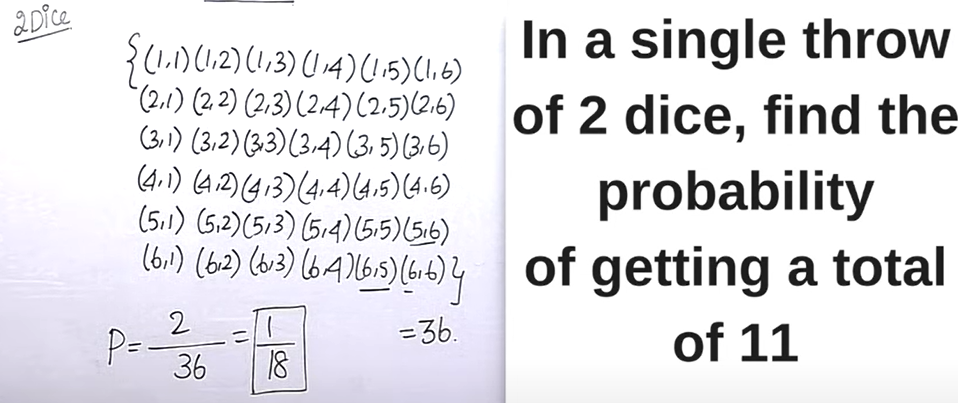 2Dice
{(1,1) (1,2) (1,3) (1,4) (1,5) (1,6)
(2,1) (2,2) (2,3) (2,4) (2,5) (2,6)
(3,1) (3,2) (3,3) (3,4) (3,5) (3,6)
(4,1) (4,2) (4,3) (4,4) (4,5) (4,6)
(5,1) (5,2) (5,3) (5,4) (5,5) (5,6)
(6,1) (6,2) (6,3) (6,4) (6,5) (6,6)}
= 36.
P = 2/36 = 1/18
In a single throw
of 2 dice, find the
probability
of getting a total
of 11